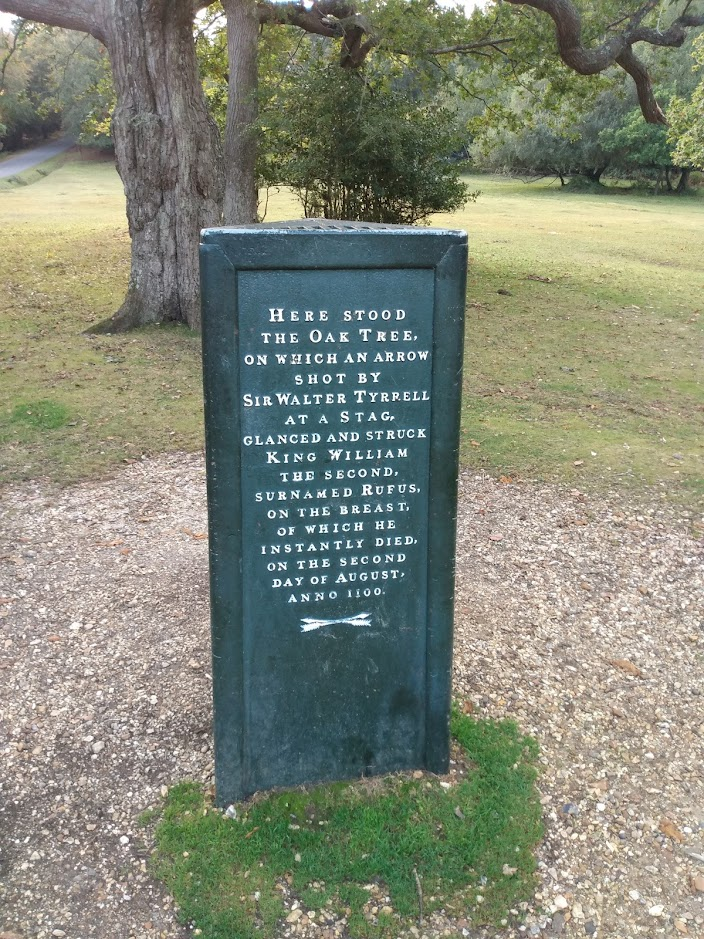 HERE STOOD
THE OAK TREE,
ON WHICH AN ARROW
SHOT BY
SIR WALTER TYRRELL
AT A STAG,
GLANCED AND STRUCK
KING WILLIAM
THE SECOND,
SURNAMED RUFUS,
ON THE BREAST,
OF WHICH HE
INSTANTLY DIED,
ON THE SECOND
DAY OF AUGUST,
ANNO 1100.